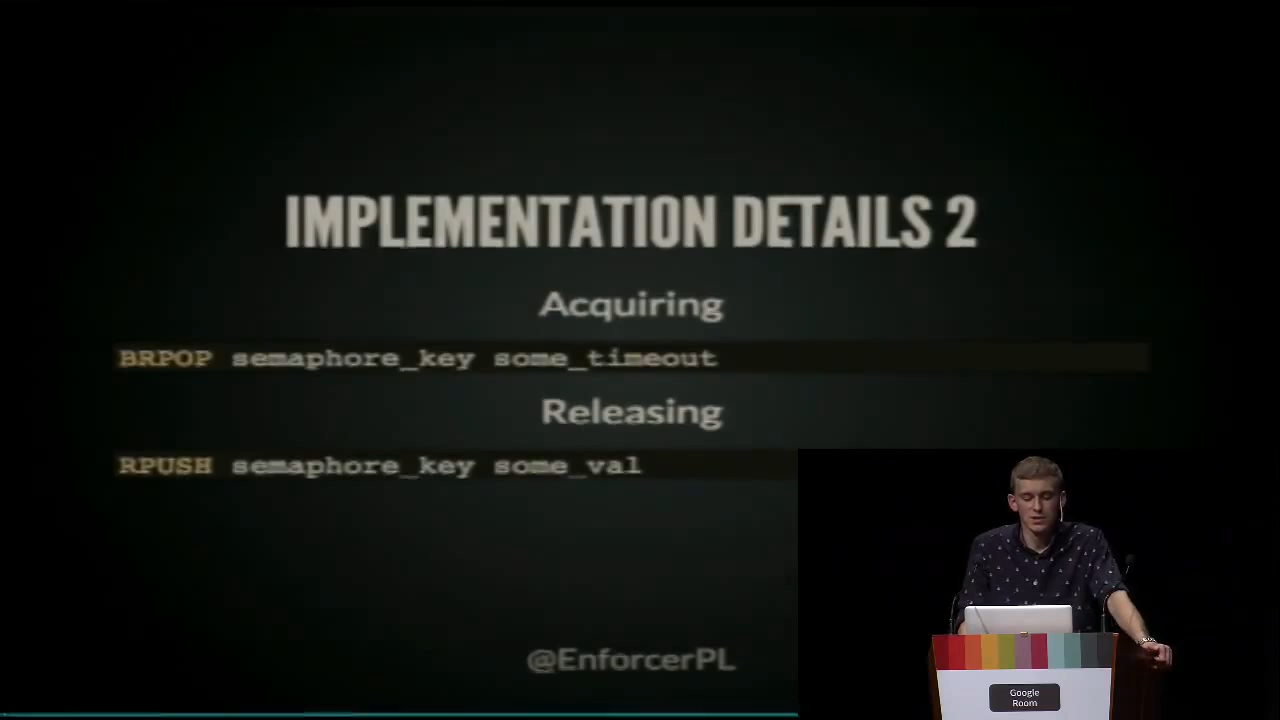 IMPLEMENTATION DETAILS 2
Acquiring
BRPOP semaphore_key some_timeout
Releasing
RPUSH semaphore_key some_val
@EnforcerPL
Google
Room